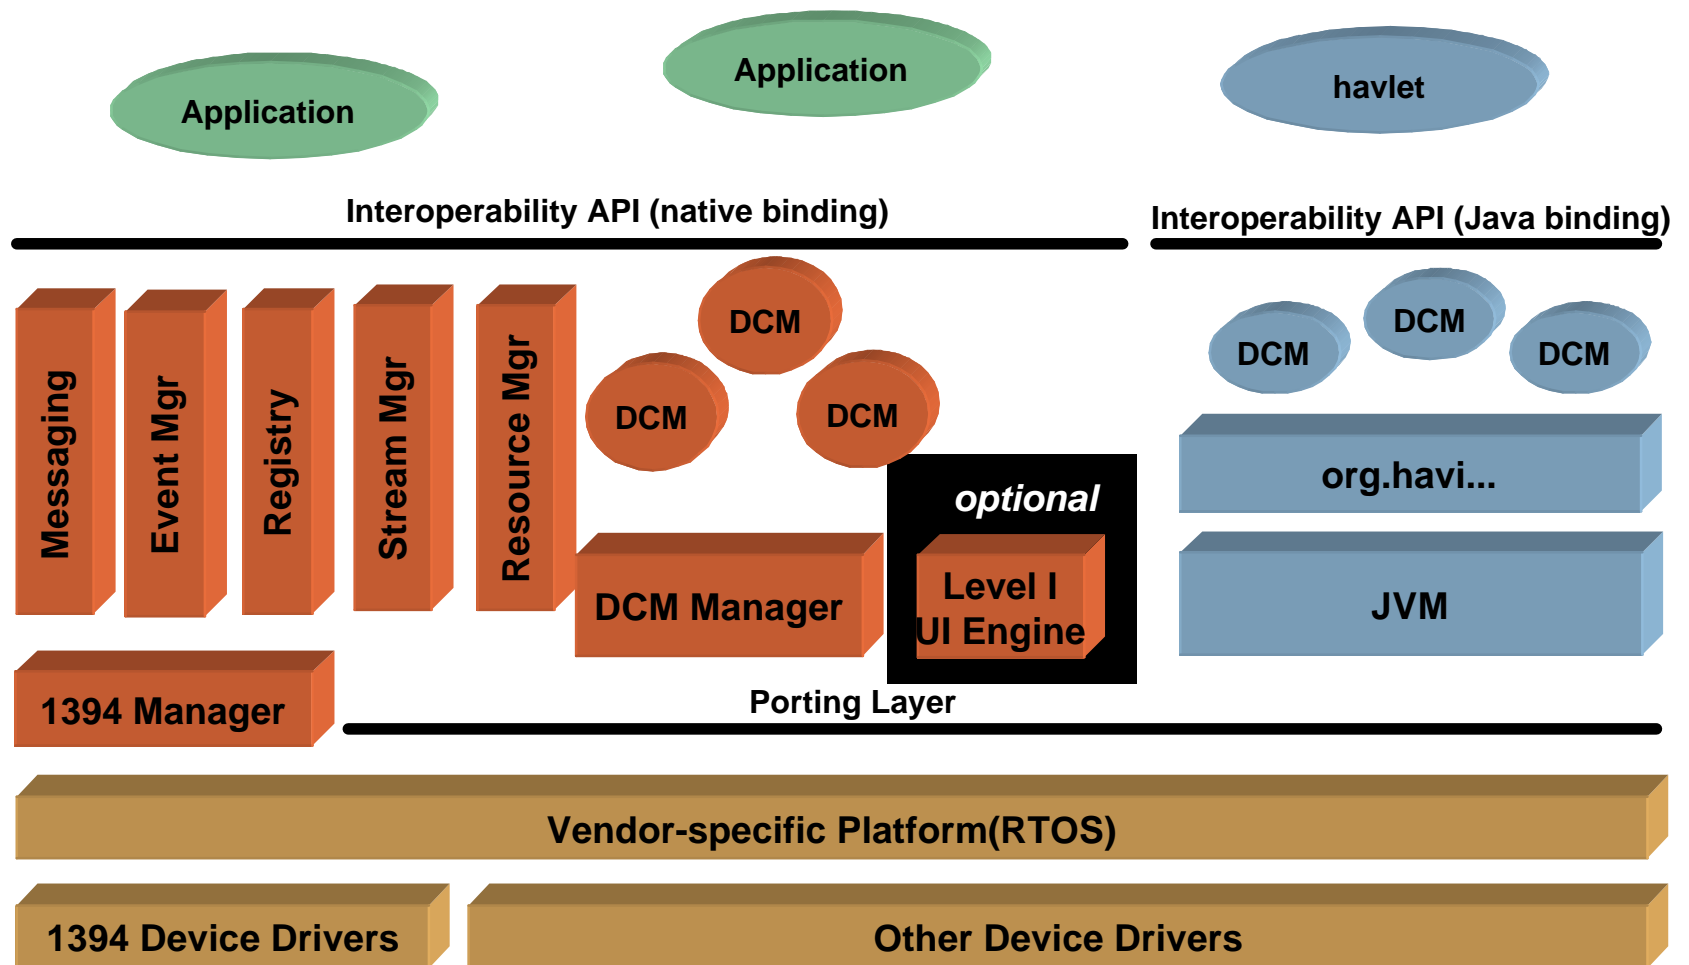 Application
Application
havlet
Interoperability API (native binding)
Interoperability API (Java binding)
Messaging
Event Mgr
Registry
Stream Mgr
Resource Mgr
DCM
DCM
DCM
DCM
DCM
DCM
optional
org.havi...
DCM Manager
Level I
UI Engine
JVM
1394 Manager
Porting Layer
Vendor-specific Platform(RTOS)
1394 Device Drivers
Other Device Drivers